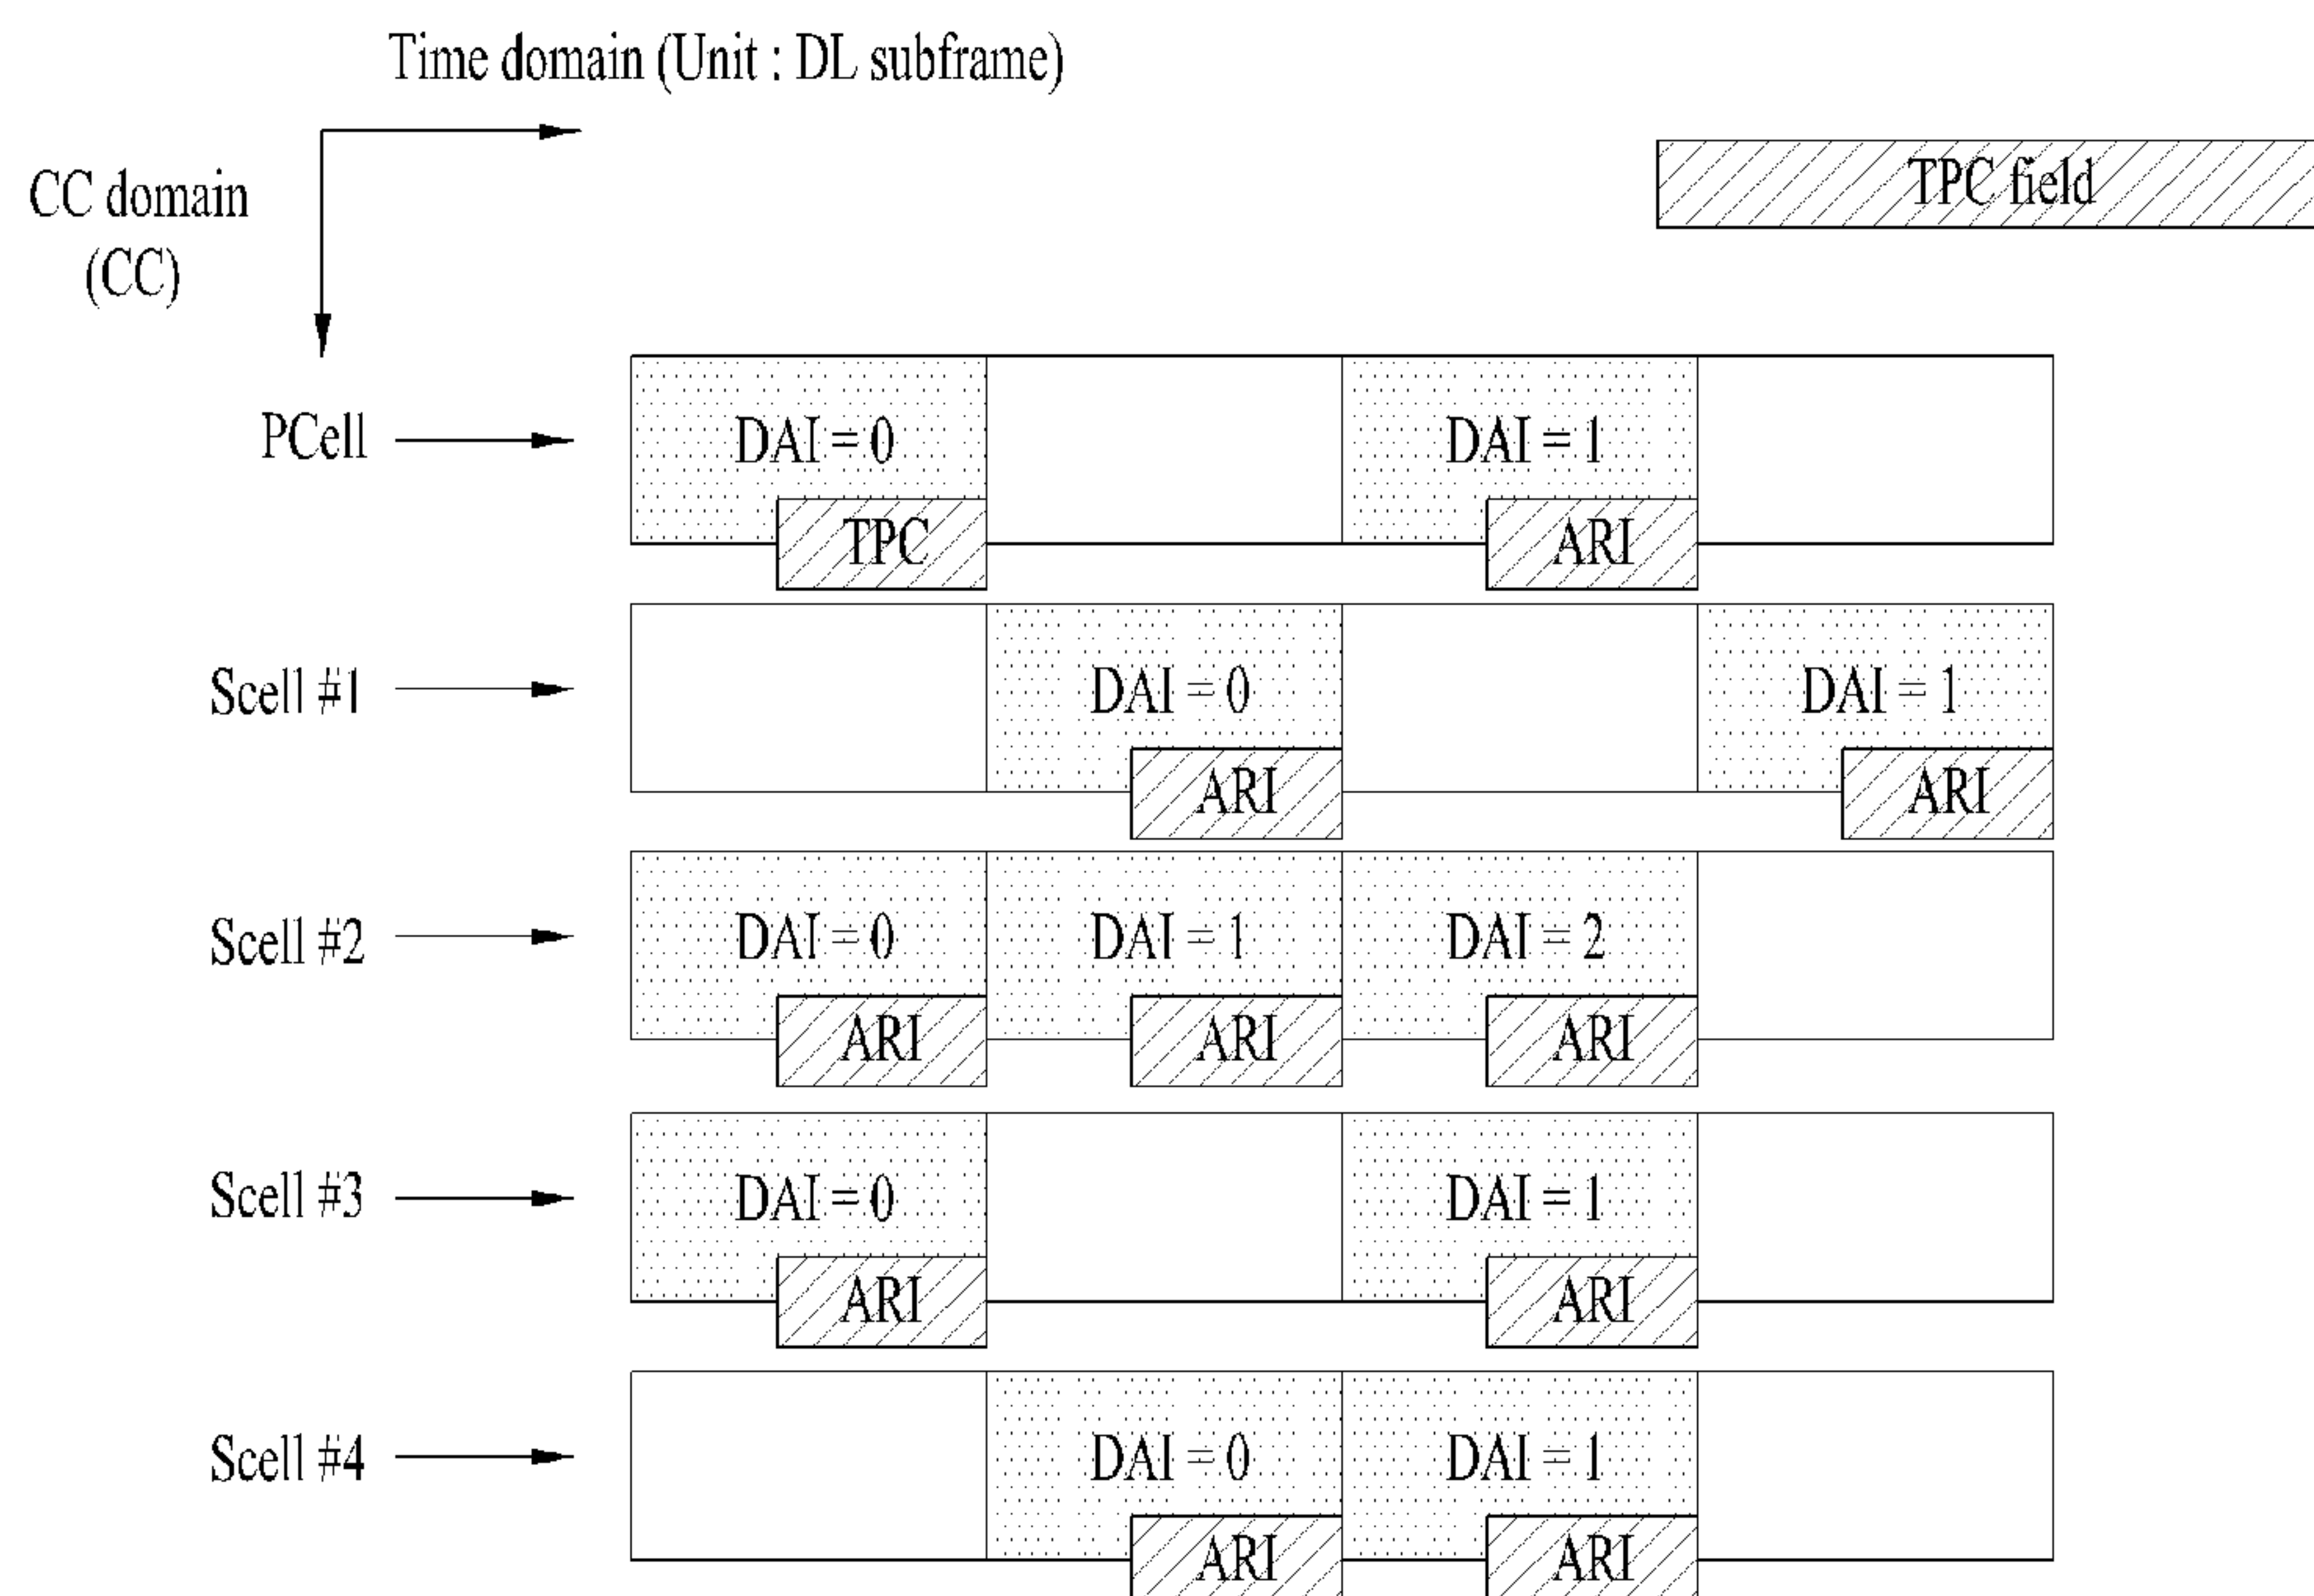 Time domain (Unit : DL subframe)
CC domain
(CC)
TPC field
PCell
DAI = 0
DAI = 1
TPC
ARI
Scell #1
DAI = 0
DAI = 1
ARI
ARI
Scell #2
DAI = 0
DAI = 1
DAI = 2
ARI
ARI
ARI
Scell #3
DAI = 0
DAI = 1
ARI
ARI
Scell #4
DAI = 0
DAI = 1
ARI
ARI